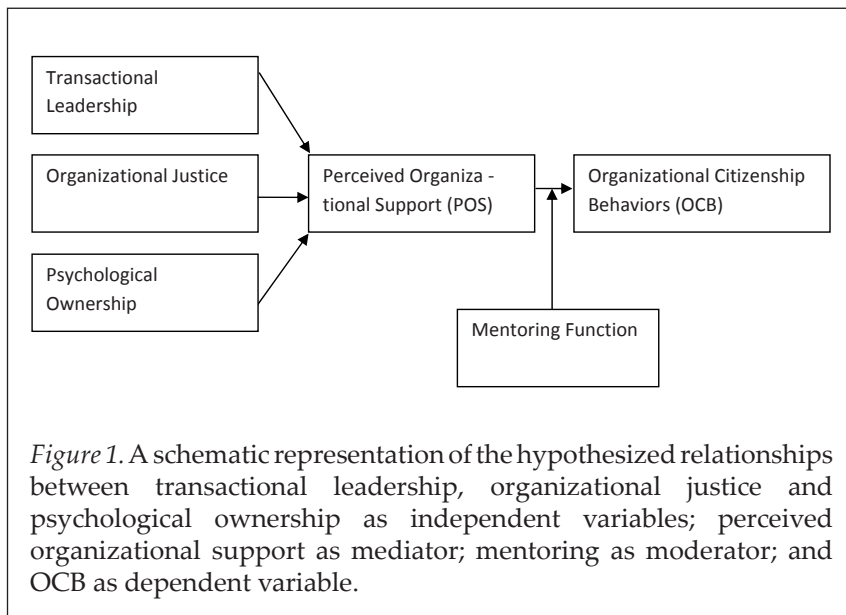 Transactional
Leadership
Organizational Justice
Perceived Organiza -
tional Support (POS)
Organizational Citizenship
Behaviors (OCB)
Psychological
Ownership
Mentoring Function
Figure 1. A schematic representation of the hypothesized relationships
between transactional leadership, organizational justice and
psychological ownership as independent variables; perceived
organizational support as mediator; mentoring as moderator; and
OCB as dependent variable.